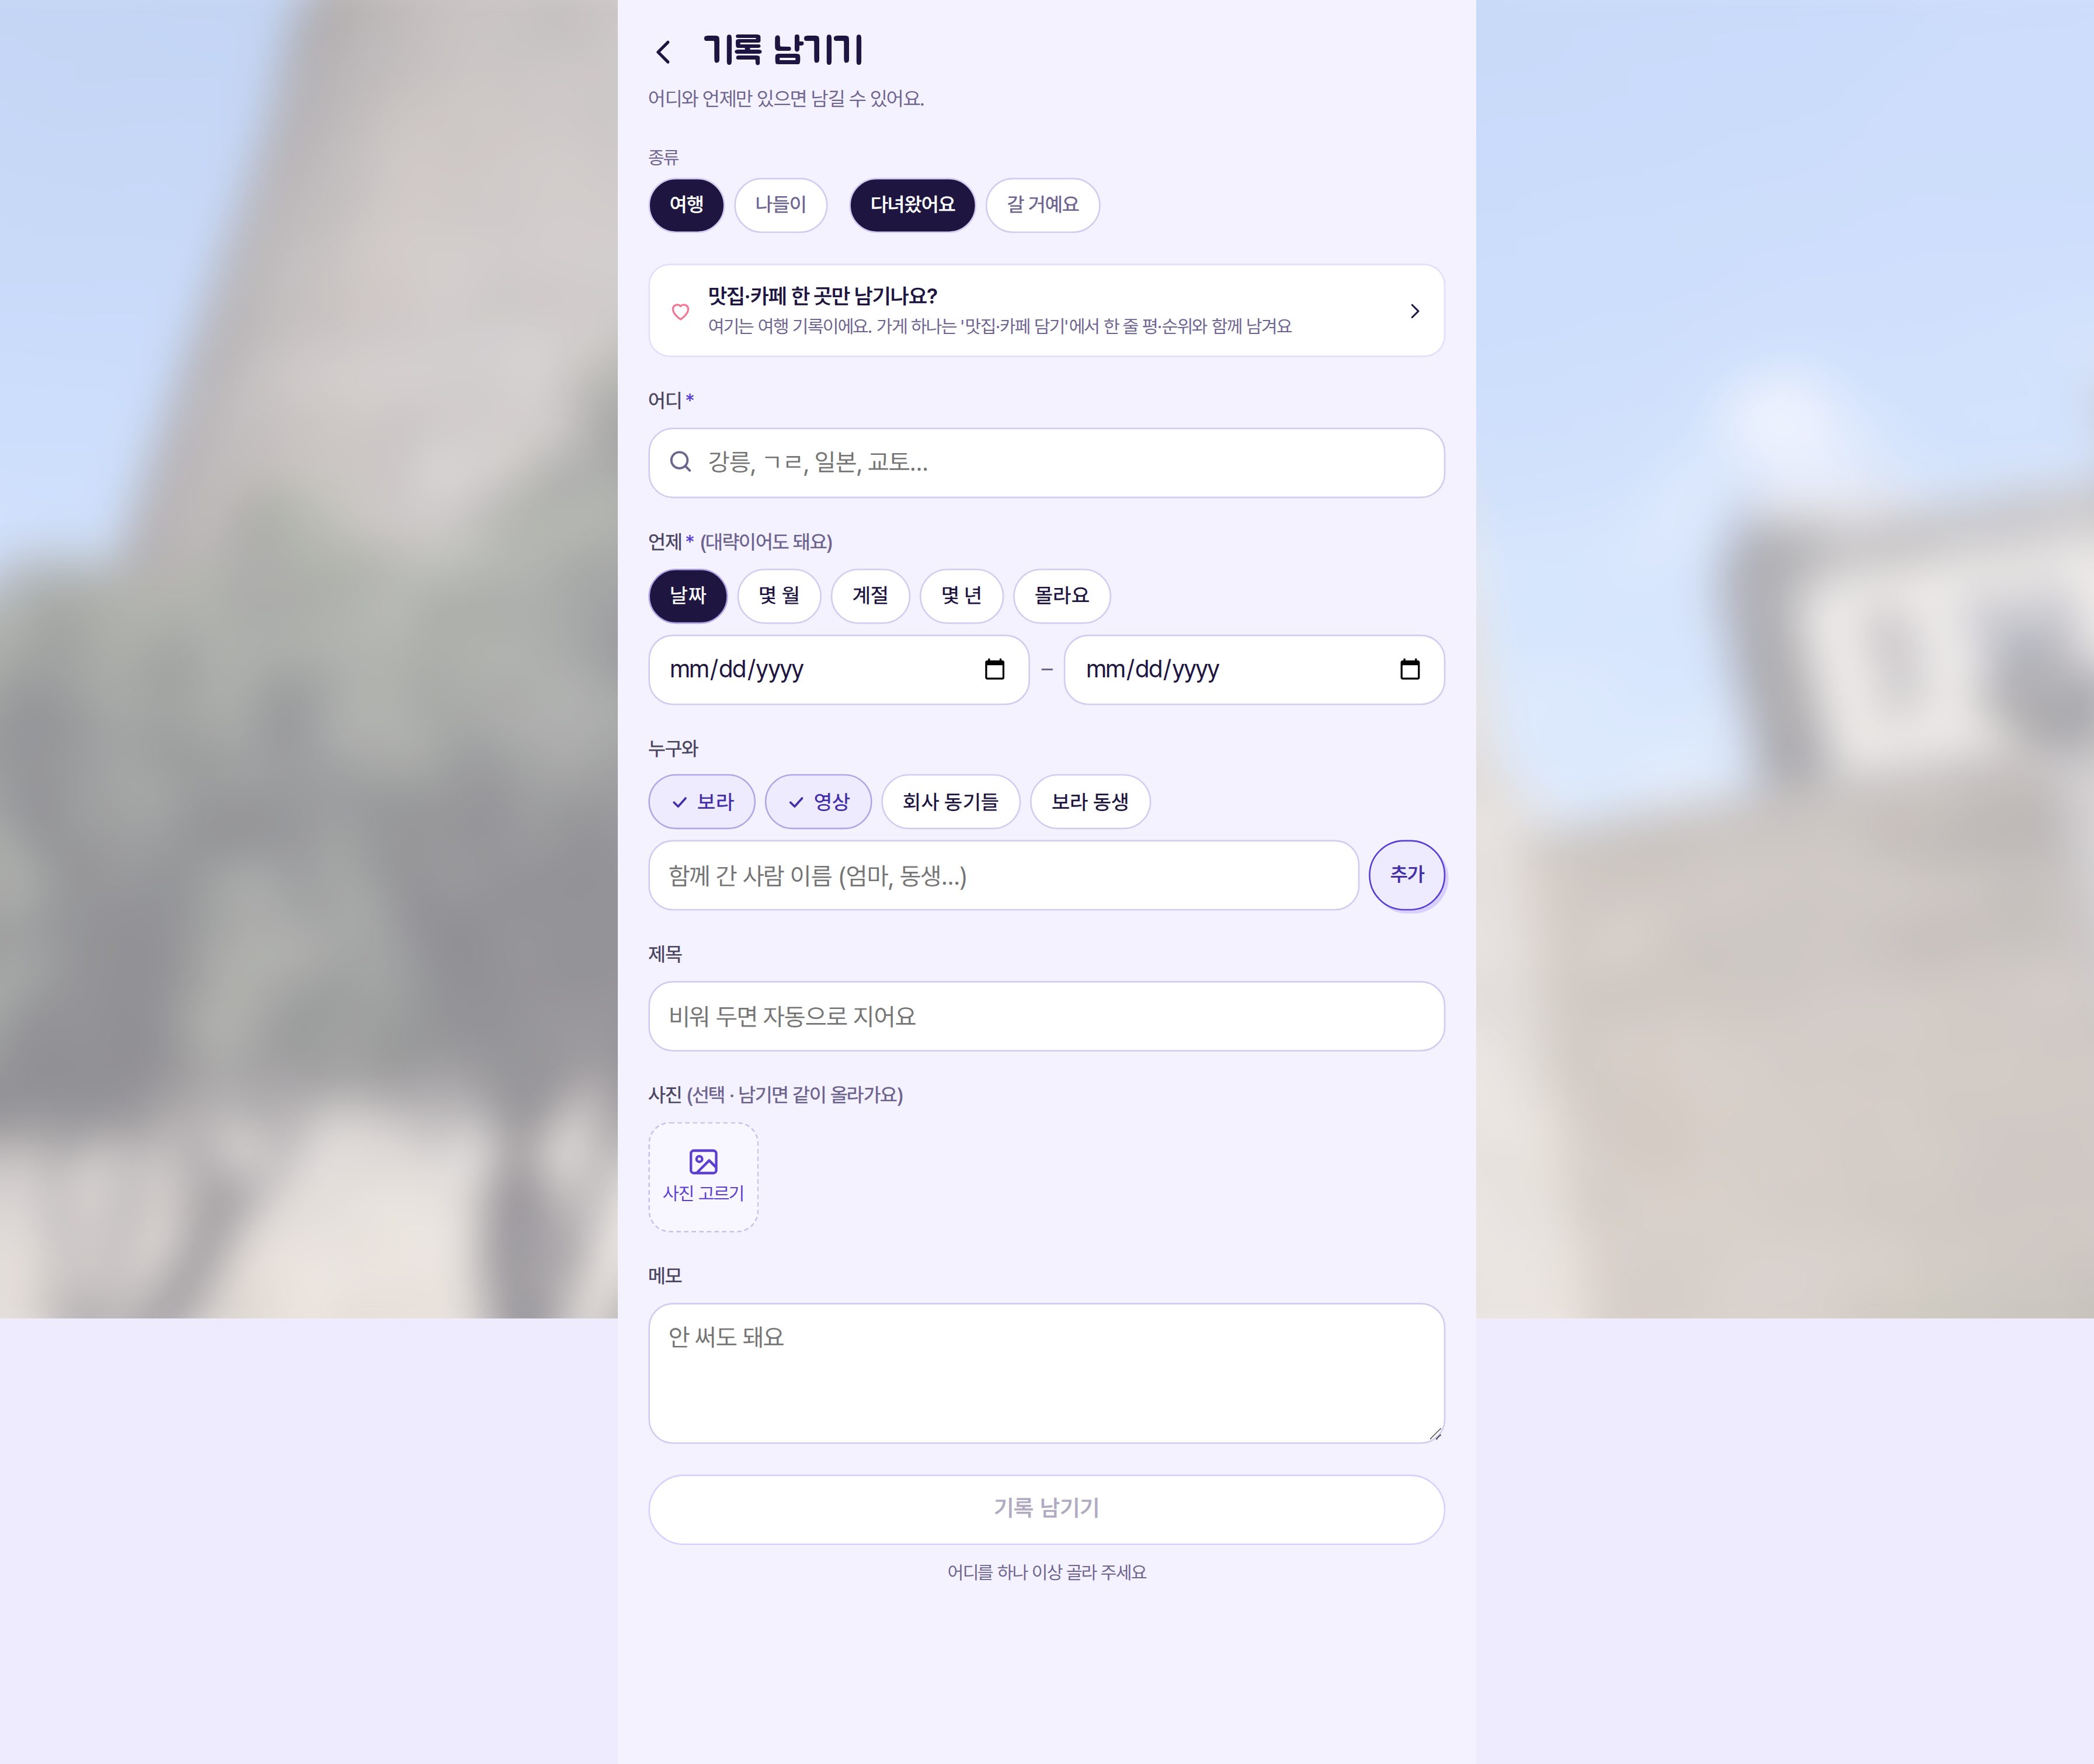 기록 남기기
어디와 언제만 있으면 남길 수 있어요.
종류
여행 나들이 다녀왔어요 갈 거예요
맛집·카페 한 곳만 남기나요?
여기는 여행 기록이에요. 가게 하나는 '맛집·카페 담기'에서 한 줄 평·순위와 함께 남겨요
어디 *
강릉, ㄱㄹ, 일본, 교토...
언제 * (대략이어도 돼요)
날짜 몇 월 계절 몇 년 몰라요
mm/dd/yyyy – mm/dd/yyyy
누구와
보라 영상 회사 동기들 보라 동생
함께 간 사람 이름 (엄마, 동생...) 추가
제목
비워 두면 자동으로 지어요
사진 (선택 · 남기면 같이 올라가요)
사진 고르기
메모
안 써도 돼요
기록 남기기
어디를 하나 이상 골라 주세요